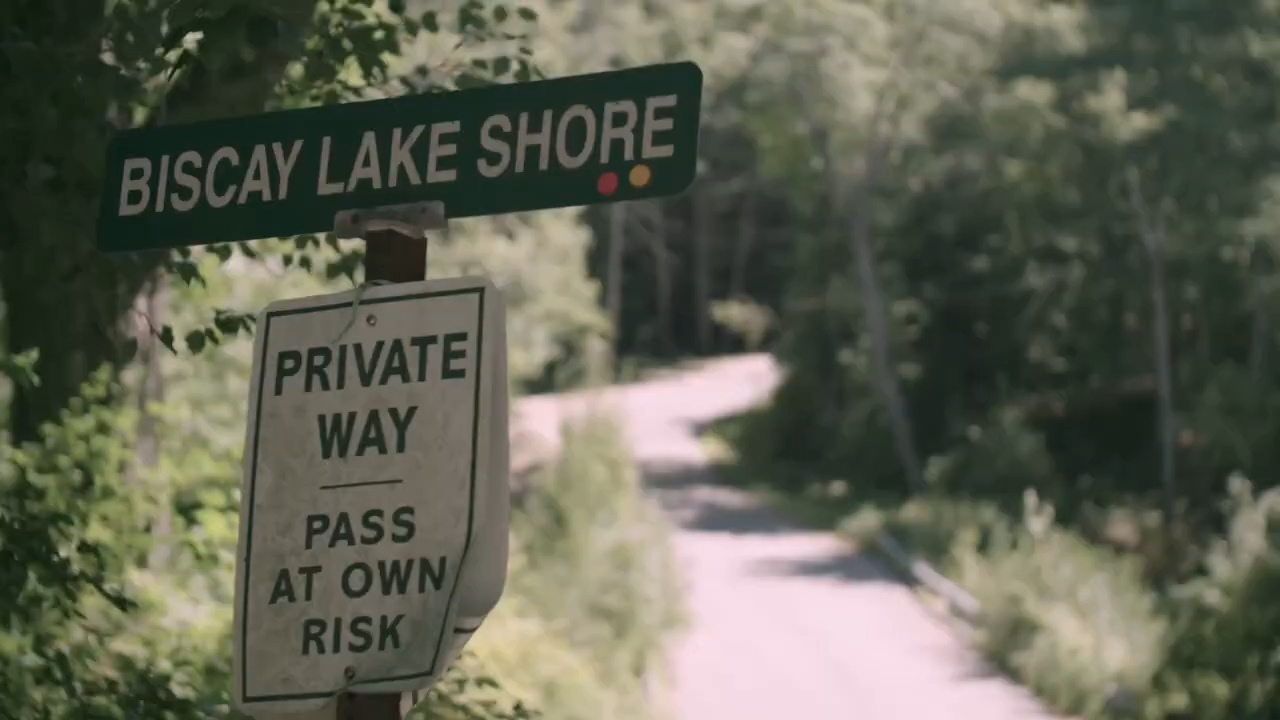 BISCAY LAKE SHORE
PRIVATE
WAY
PASS
AT OWN
RISK